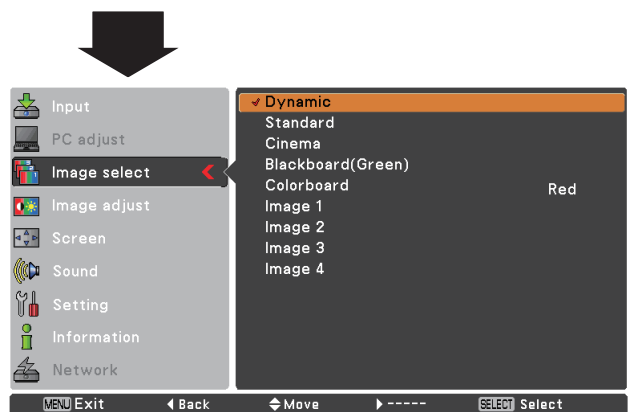 Input
PC adjust
Image select
Image adjust
Screen
Sound
Setting
Information
Network
Dynamic
Standard
Cinema
Blackboard(Green)
Colorboard Red
Image 1
Image 2
Image 3
Image 4
MENU Exit Back Move ----- SELECT Select